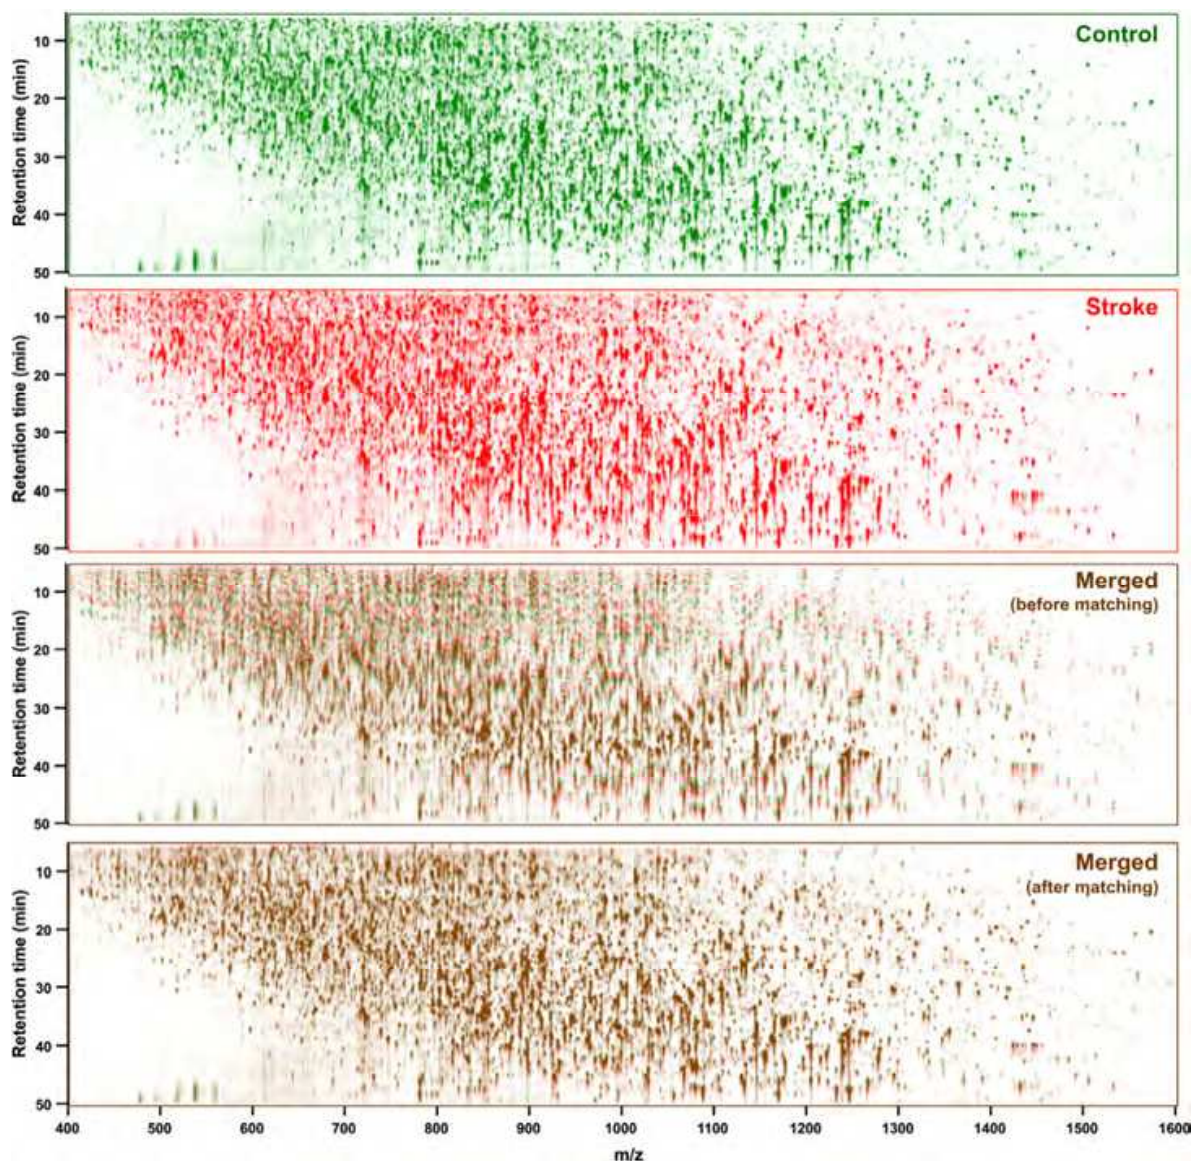 Control
Retention time (min)
10
20
30
40
50
Stroke
Retention time (min)
10
20
30
40
50
Merged
(before matching)
Retention time (min)
10
20
30
40
50
Merged
(after matching)
Retention time (min)
10
20
30
40
50
400 500 600 700 800 900 1000 1100 1200 1300 1400 1500 1600
m/z